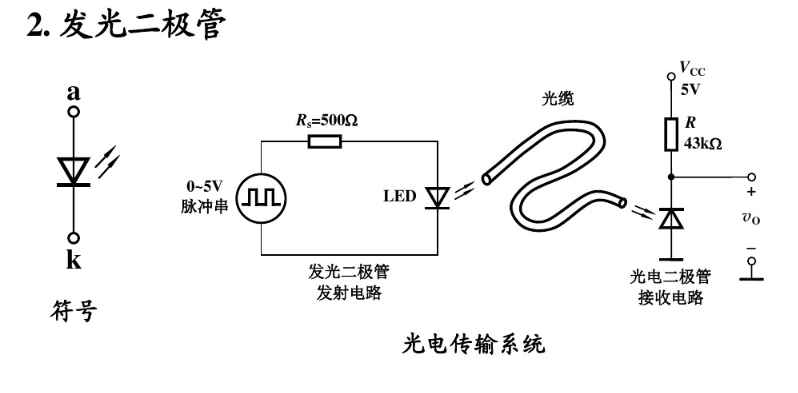 2. 发光二极管
a
k
符号
Rs=500Ω
0~5V
脉冲串
LED
发光二极管
发射电路
光缆
VCC
5V
R
43kΩ
+
vO
−
光电二极管
接收电路
光电传输系统